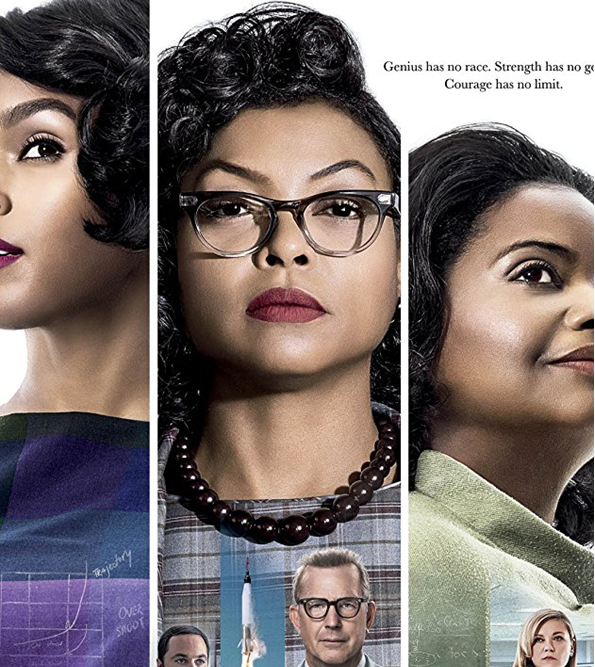 Genius has no race. Strength has no ge
Courage has no limit.
Trajectory
OVER
SHOOT